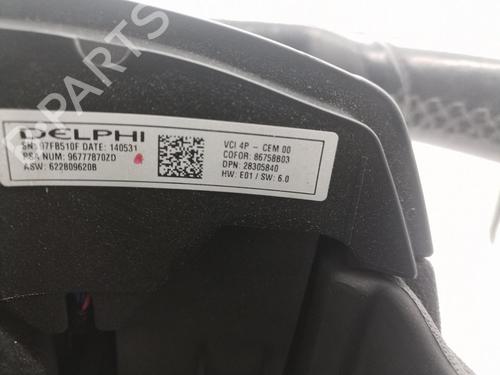 DELPHI
SN: 07FB510F DATE: 140531
PSA NUM: 96777870ZD
ASW: 622809620B
VCI 4P - CEM 00
COFOR: 86758803
DPN: 28305840
HW: E01 / SW: 6.0
B-PARTS